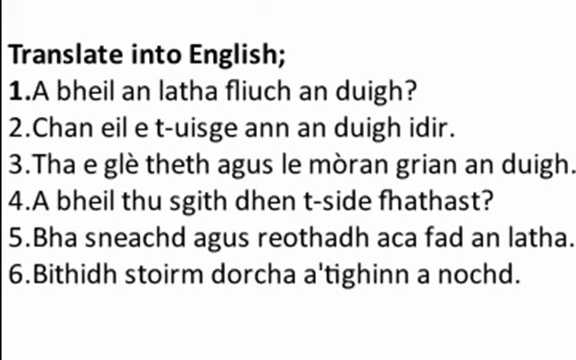 Translate into English;
1.A bheil an latha fliuch an duigh?
2.Chan eil e t-uisge ann an duigh idir.
3.Tha e glè theth agus le mòran grian an duigh.
4.A bheil thu sgith dhen t-side fhathast?
5.Bha sneachd agus reothadh aca fad an latha.
6.Bithidh stoirm dorcha a'tighinn a nochd.